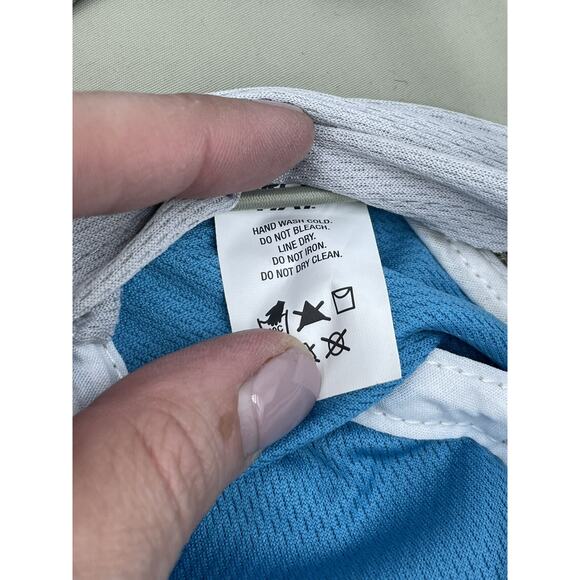 HAND WASH COLD.
DO NOT BLEACH.
LINE DRY.
DO NOT IRON.
DO NOT DRY CLEAN.